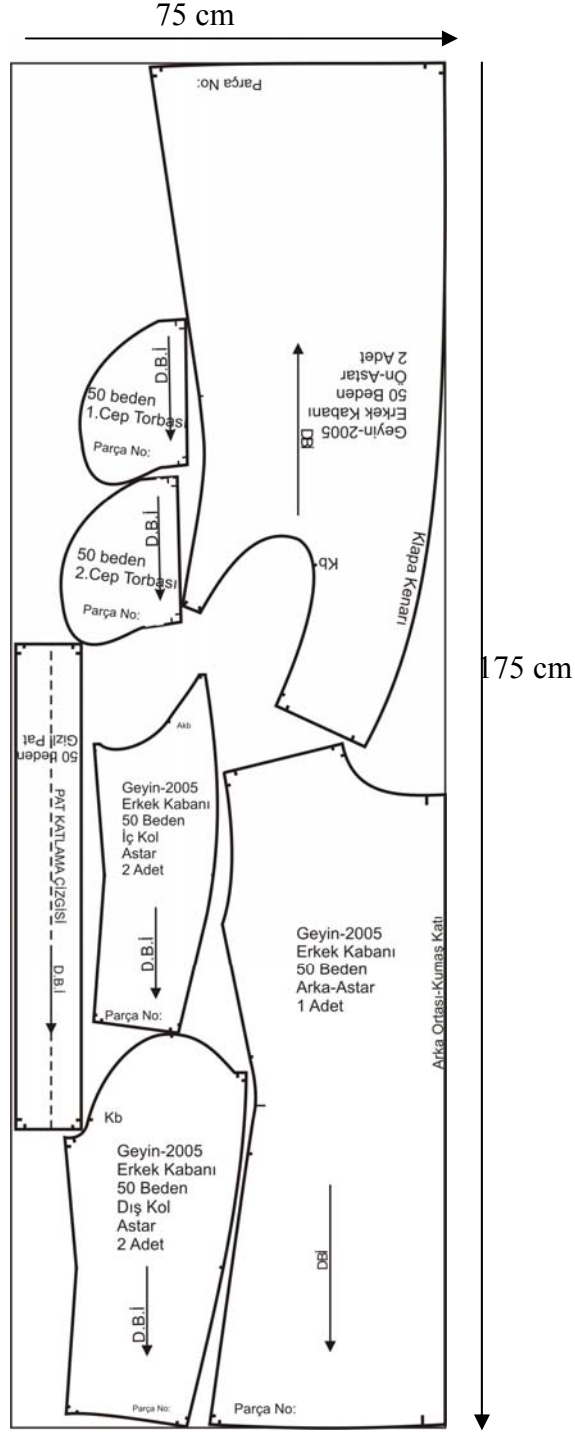 75 cm
Parça No:
Geyin-2005
Erkek Kabanı
50 Beden
Ön-Astar
2 Adet
DBİ
Klapa Kenarı
Kb
D.B.İ
50 beden
1.Cep Torbası
Parça No:
D.B.İ
50 beden
2.Cep Torbası
Parça No:
175 cm
50 beden
Gizli Pat
PAT KATLAMA ÇİZGİSİ
D.B.İ
Akb
Geyin-2005
Erkek Kabanı
50 Beden
İç Kol
Astar
2 Adet
D.B.İ
Parça No:
Geyin-2005
Erkek Kabanı
50 Beden
Arka-Astar
1 Adet
Arka Ortası-Kumaş Katı
DBİ
Parça No:
Kb
Geyin-2005
Erkek Kabanı
50 Beden
Dış Kol
Astar
2 Adet
D.B.İ
Parça No: